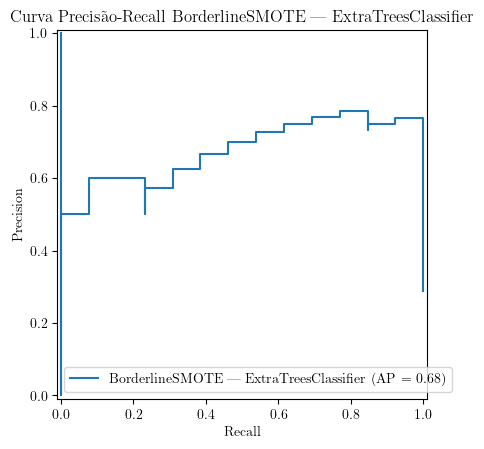 Curva Precisão-Recall BorderlineSMOTE — ExtraTreesClassifier
1.0
0.8
0.6
0.4
0.2
0.0
Precision
BorderlineSMOTE — ExtraTreesClassifier (AP = 0.68)
0.0 0.2 0.4 0.6 0.8 1.0
Recall